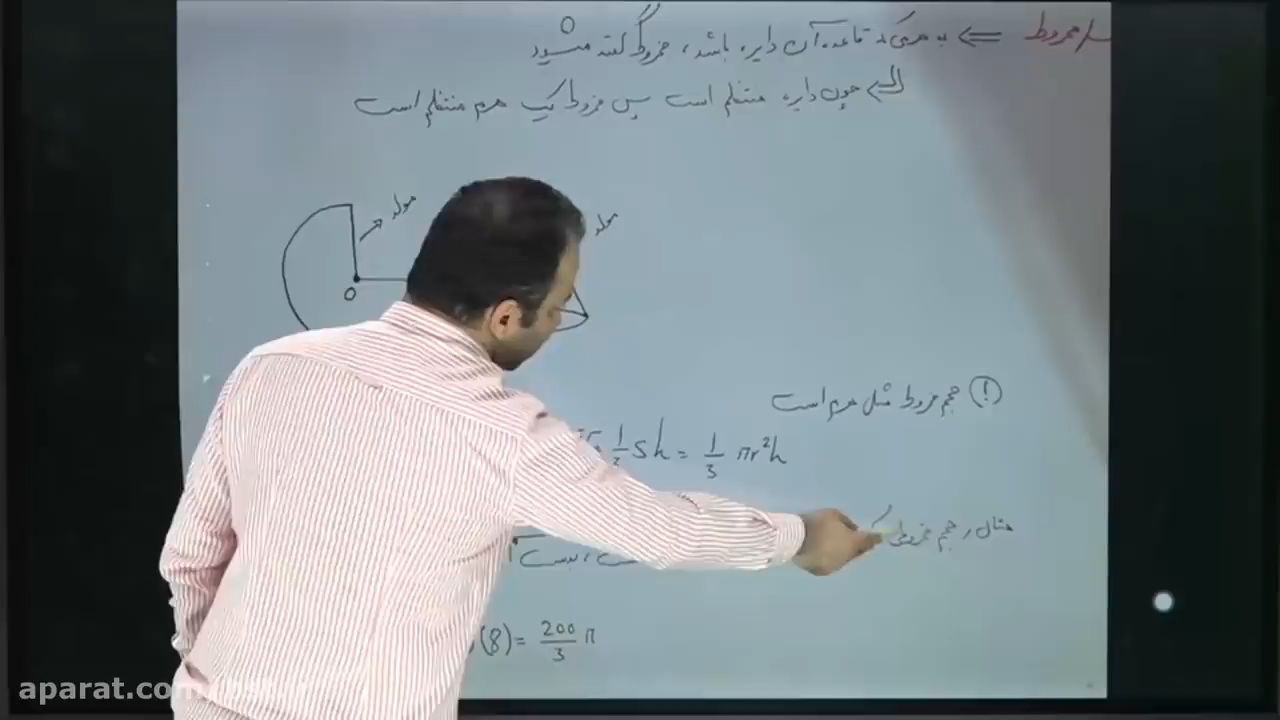 مخروط ⇐ به هرمی که قاعده آن دایره باشد، مخروط گفته میشود
چون دایره منتظم است پس مخروط یک هرم منتظم است
مولد
مولد
O
① حجم مخروط مثل هرم است
1/3 Sh = 1/3 πr²h
مثال، حجم مخروطی
(8) = 200/3 π
aparat.com